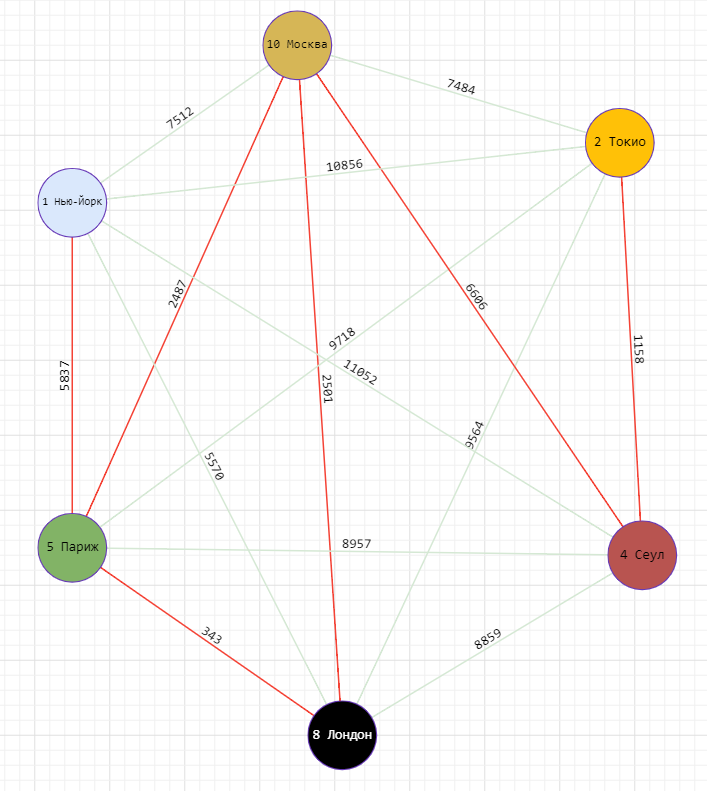 10 Москва
7484
7512
2 Токио
10856
1 Нью-Йорк
2487
6606
9718
1158
11052
5837
2501
9564
5570
8957
5 Париж
4 Сеул
343
8859
8 Лондон